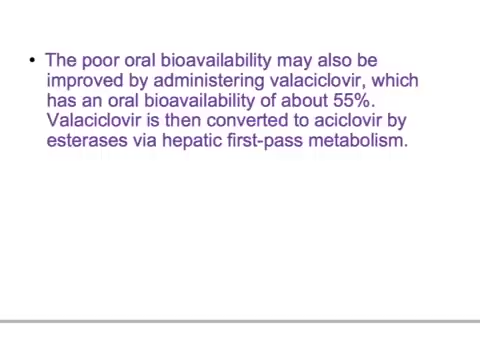 • The poor oral bioavailability may also be
improved by administering valaciclovir, which
has an oral bioavailability of about 55%.
Valaciclovir is then converted to aciclovir by
esterases via hepatic first-pass metabolism.